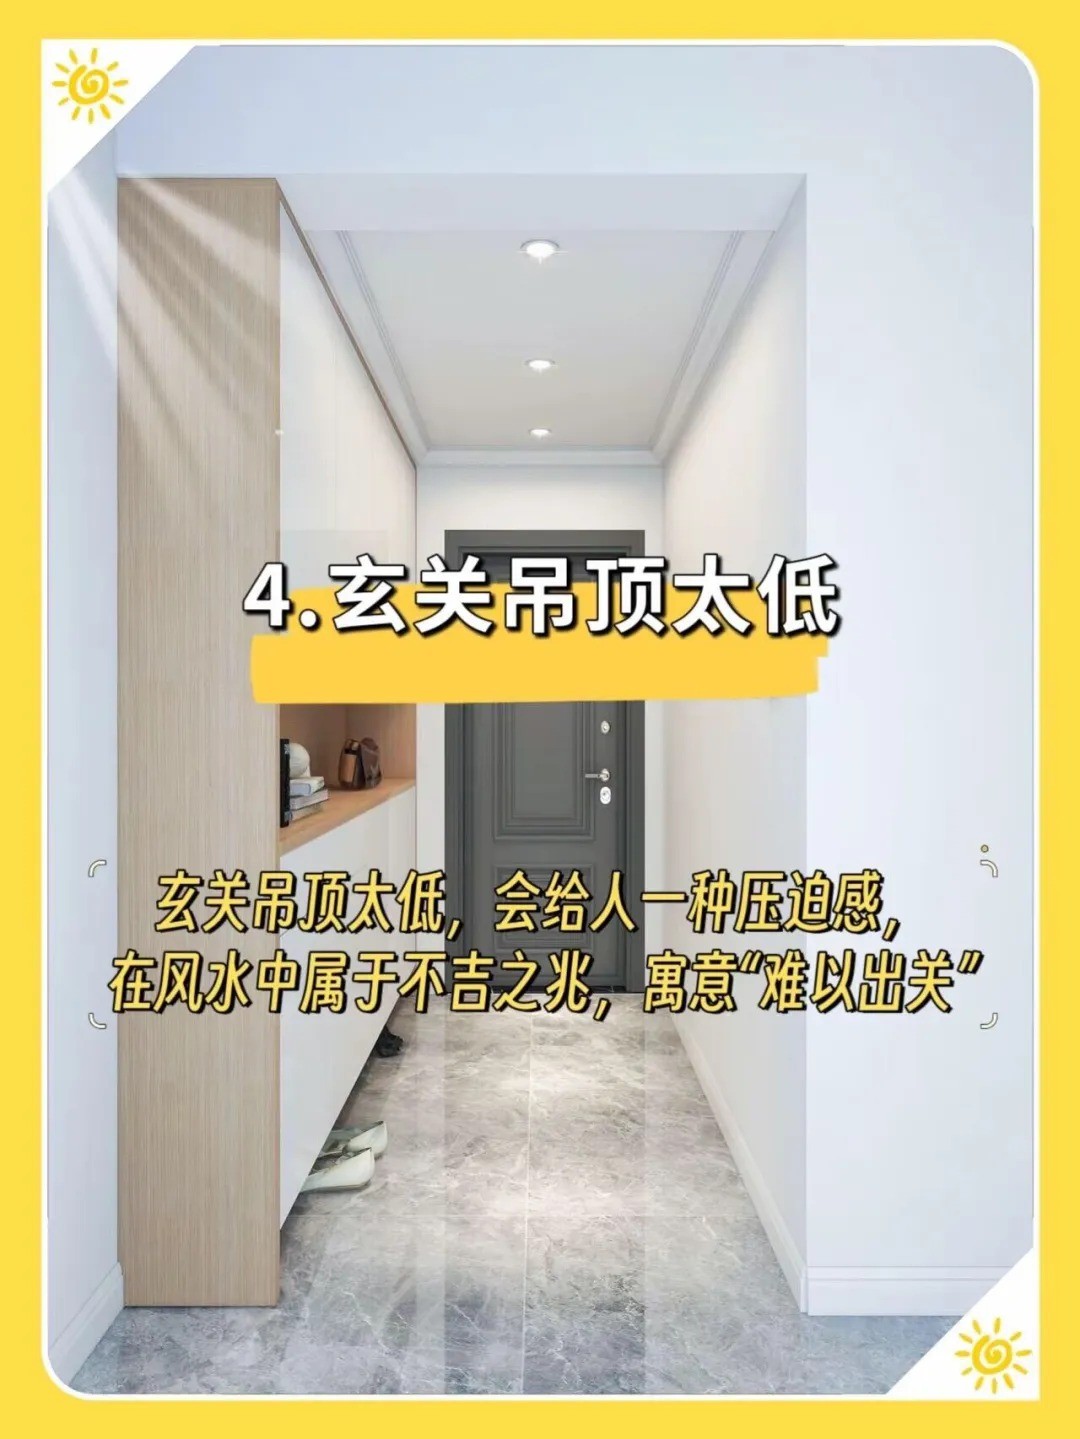 4.玄关吊顶太低
玄关吊顶太低，会给人一种压迫感，
在风水中属于不吉之兆，寓意“难以出关”